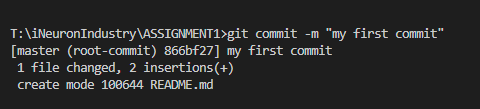 T:\iNeuronIndustry\ASSIGNMENT1>git commit -m "my first commit"
[master (root-commit) 866bf27] my first commit
 1 file changed, 2 insertions(+)
 create mode 100644 README.md